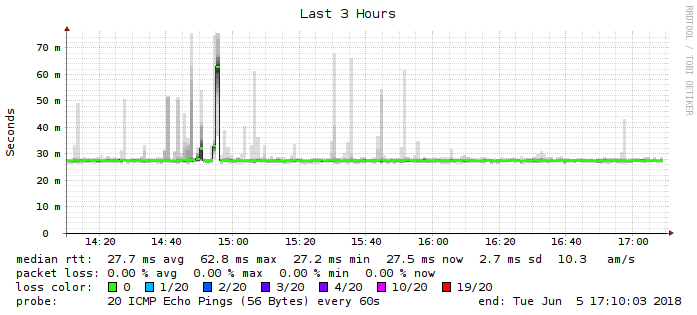 Last 3 Hours
RRDTOOL / TOBI OETIKER
Seconds
70 m
60 m
50 m
40 m
30 m
20 m
10 m
0
14:20 14:40 15:00 15:20 15:40 16:00 16:20 16:40 17:00
median rtt: 27.7 ms avg 62.8 ms max 27.2 ms min 27.5 ms now 2.7 ms sd 10.3 am/s
packet loss: 0.00 % avg 0.00 % max 0.00 % min 0.00 % now
loss color: 0 1/20 2/20 3/20 4/20 10/20 19/20
probe: 20 ICMP Echo Pings (56 Bytes) every 60s end: Tue Jun 5 17:10:03 2018